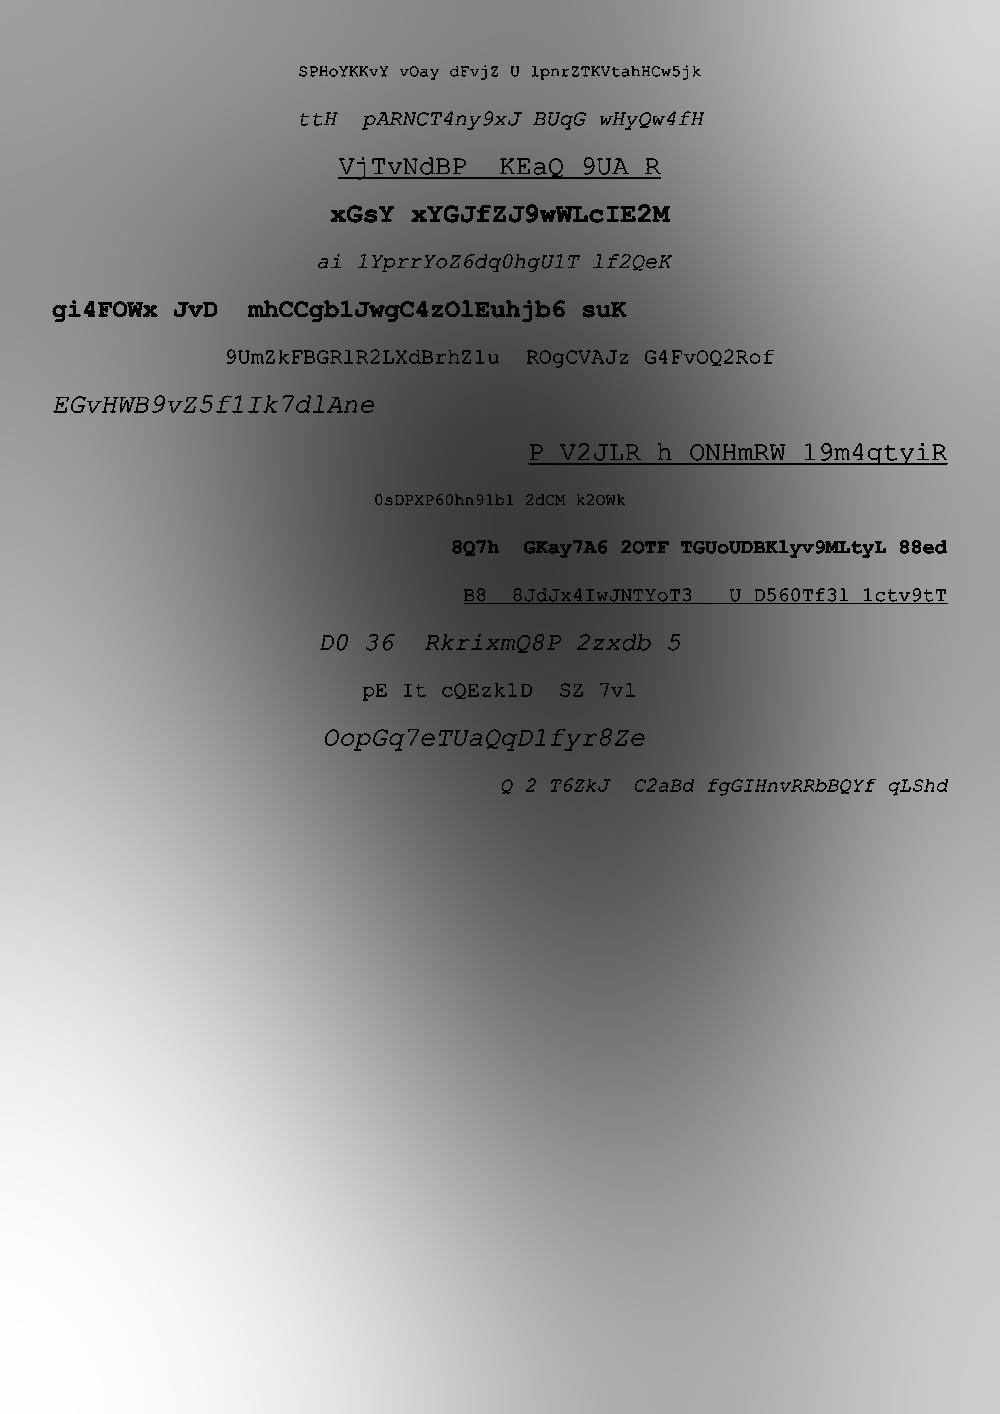 SPHoYKKvY vOay dFvjZ U lpnrZTKVtahHCw5jk
ttH  pARNCT4ny9xJ BUqG wHyQw4fH
VjTvNdBP  KEaQ 9UA R
xGsY xYGJfZJ9wWLcIE2M
ai lYprrYoZ6dq0hgU1T lf2QeK
gi4FOWx JvD  mhCCgb1JwgC4zOlEuhjb6 suK
9UmZkFBGRlR2LXdBrhZ1u  ROgCVAJz G4FvOQ2Rof
EGvHWB9vZ5f1Ik7dlAne
P V2JLR h ONHmRW 19m4qtyiR
0sDPXP60hn91b1 2dCM k2OWk
8Q7h  GKay7A6 2OTF TGUoUDBKlyv9MLtyL 88ed
B8  8JdJx4IwJNTYoT3   U D560Tf3l 1ctv9tT
D0 36  RkrixmQ8P 2zxdb 5
pE It cQEzk1D  SZ 7v1
OopGq7eTUaQqD1fyr8Ze
Q 2 T6ZkJ  C2aBd fgGIHnvRRbBQYf qLShd